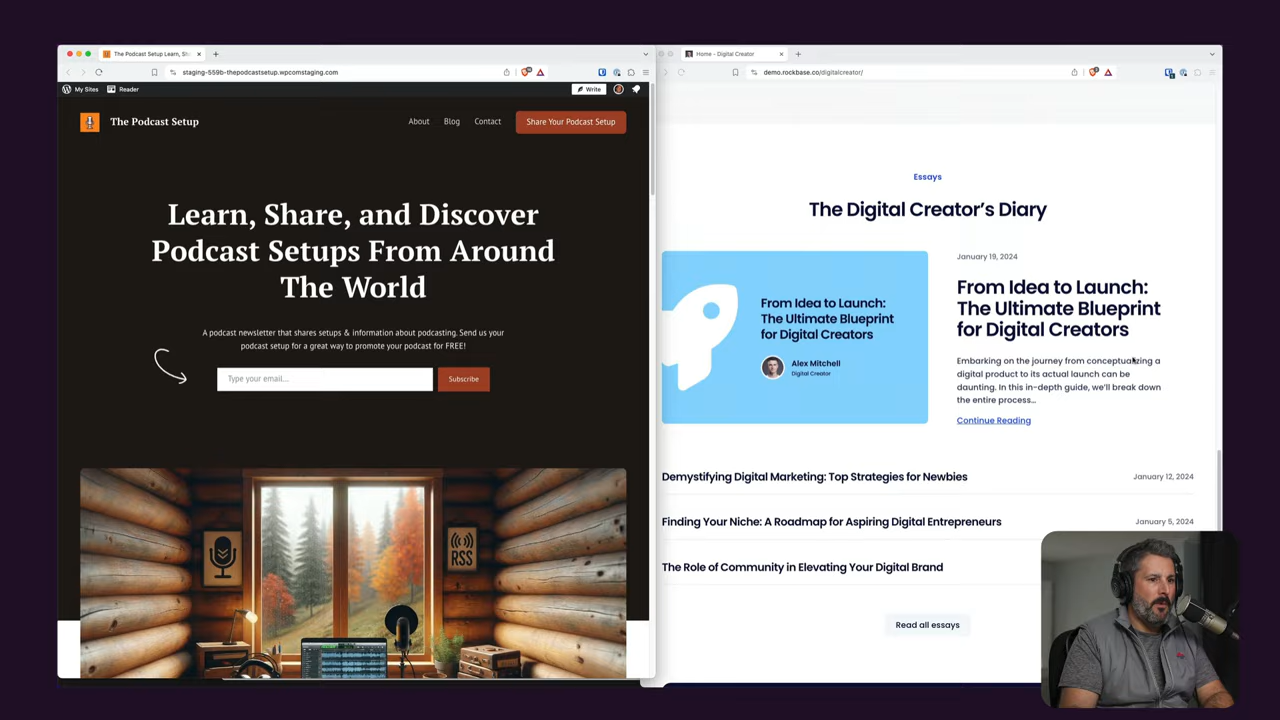 The Podcast Setup Learn, Sha
staging-559b-thepodcastsetup.wpcomstaging.com
My Sites
Reader
Write
The Podcast Setup
About
Blog
Contact
Share Your Podcast Setup
Learn, Share, and Discover
Podcast Setups From Around
The World
A podcast newsletter that shares setups & information about podcasting. Send us your
podcast setup for a great way to promote your podcast for FREE!
Type your email...
Subscribe
RSS
Home - Digital Creator
demo.rockbase.co/digitalcreator/
Essays
The Digital Creator's Diary
From Idea to Launch:
The Ultimate Blueprint
for Digital Creators
Alex Mitchell
Digital Creator
January 19, 2024
From Idea to Launch:
The Ultimate Blueprint
for Digital Creators
Embarking on the journey from conceptualizing a
digital product to its actual launch can be
daunting. In this in-depth guide, we'll break down
the entire process...
Continue Reading
Demystifying Digital Marketing: Top Strategies for Newbies
January 12, 2024
Finding Your Niche: A Roadmap for Aspiring Digital Entrepreneurs
January 5, 2024
The Role of Community in Elevating Your Digital Brand
Read all essays